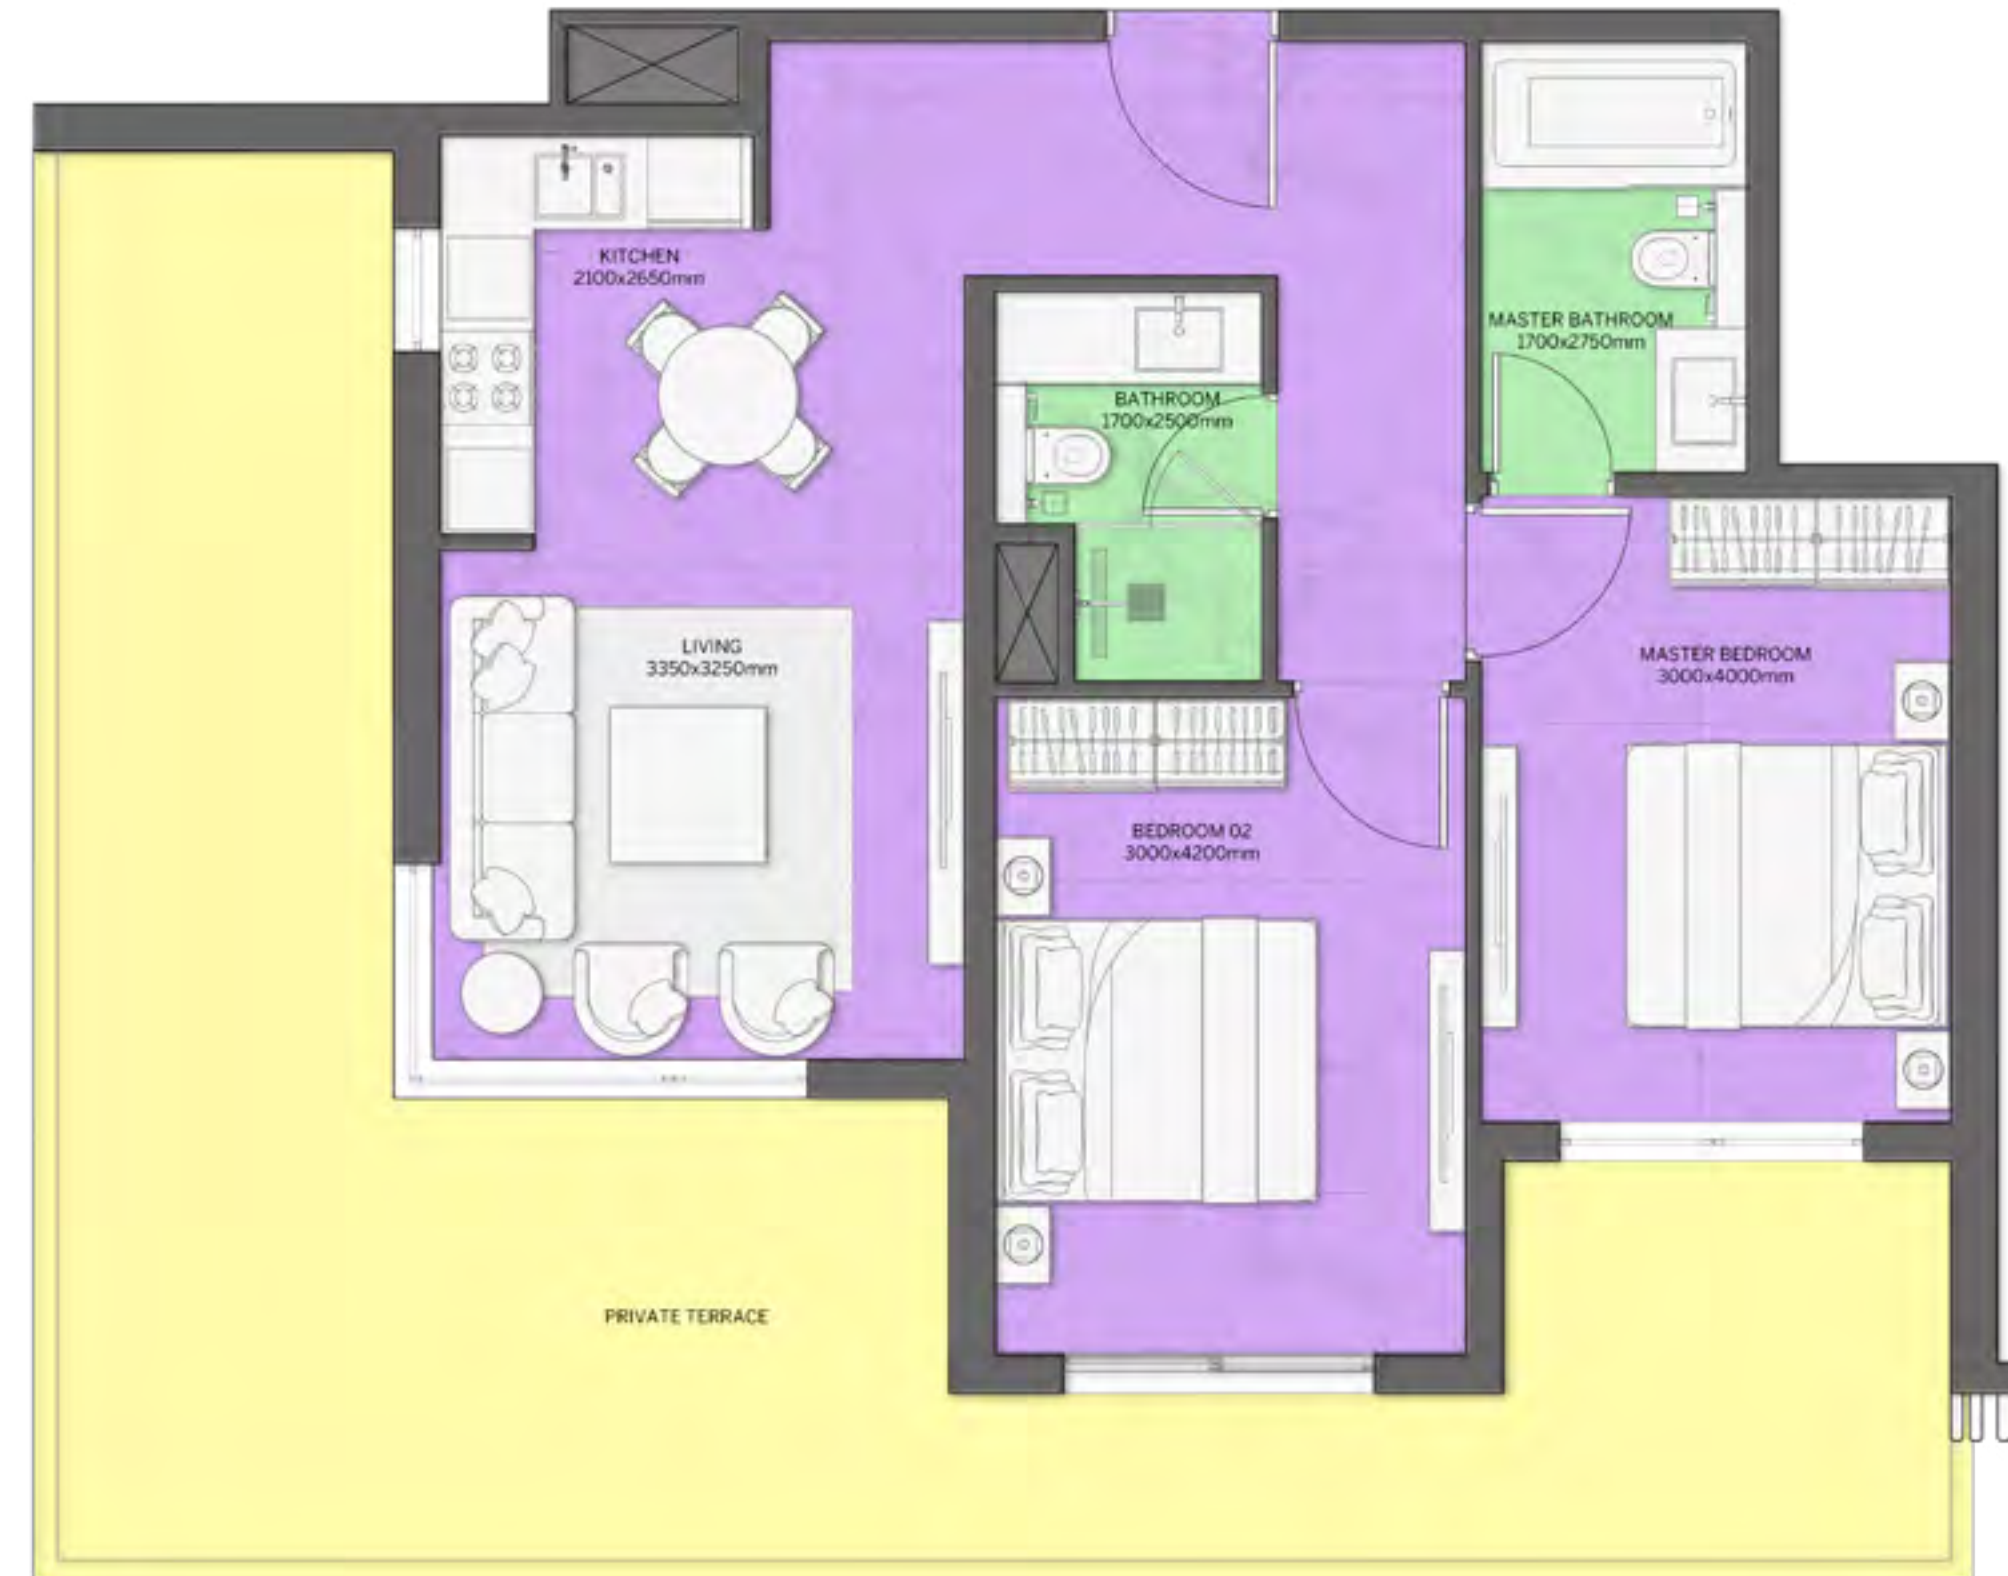 KITCHEN
2100x2650mm
MASTER BATHROOM
1700x2750mm
BATHROOM
1700x2500mm
LIVING
3350x3250mm
MASTER BEDROOM
3000x4000mm
BEDROOM 02
3000x4200mm
PRIVATE TERRACE